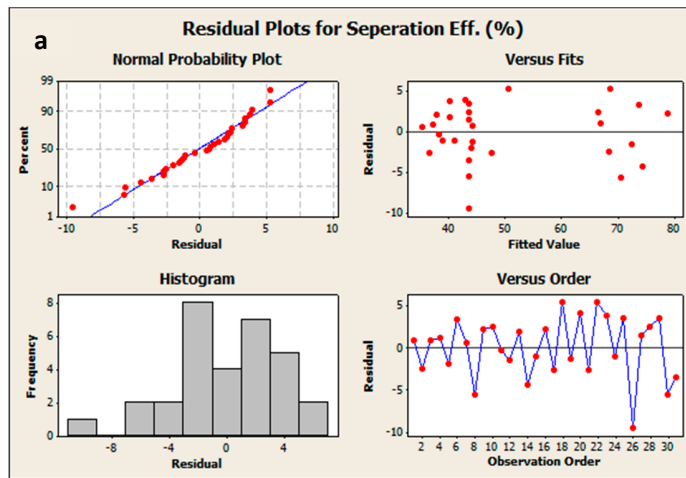 Residual Plots for Seperation Eff. (%)
a
Normal Probability Plot
Percent
99
90
50
10
1
-10 -5 0 5 10
Residual
Versus Fits
Residual
5
0
-5
-10
40 50 60 70 80
Fitted Value
Histogram
Frequency
8
6
4
2
0
-8 -4 0 4
Residual
Versus Order
Residual
5
0
-5
-10
2 4 6 8 10 12 14 16 18 20 22 24 26 28 30
Observation Order